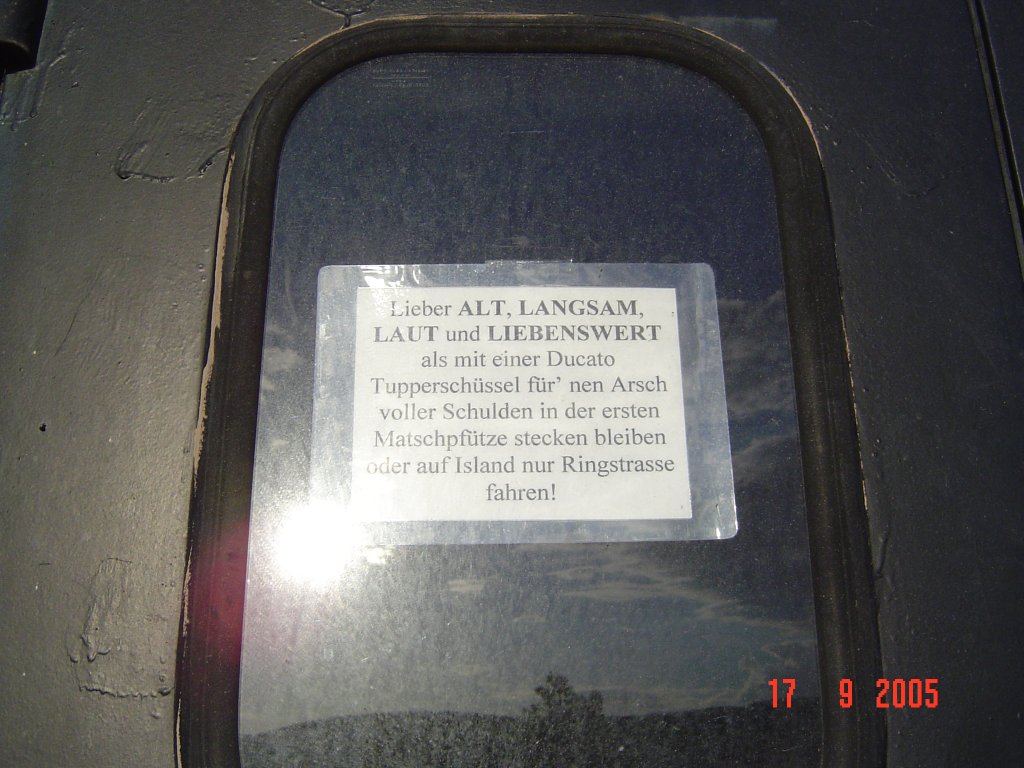 Lieber ALT, LANGSAM,
LAUT und LIEBENSWERT
als mit einer Ducato
Tupperschüssel für' nen Arsch
voller Schulden in der ersten
Matschpfütze stecken bleiben
oder auf Island nur Ringstrasse
fahren!
17 9 2005